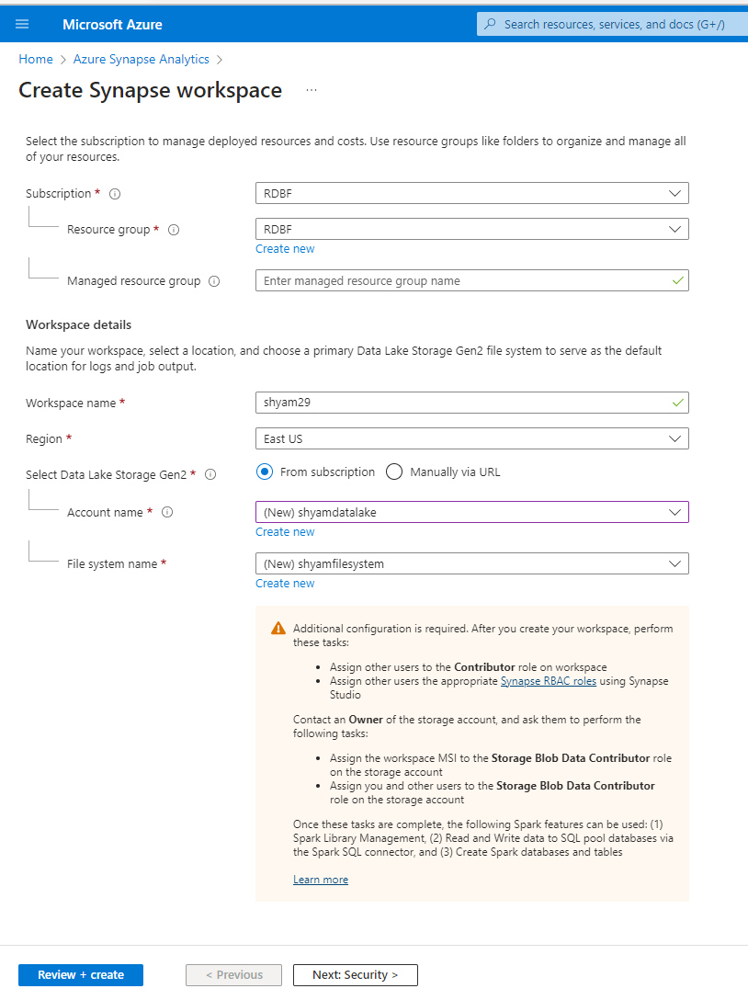 Microsoft Azure
Search resources, services, and docs (G+/)
Home > Azure Synapse Analytics >
Create Synapse workspace ...
Select the subscription to manage deployed resources and costs. Use resource groups like folders to organize and manage all
of your resources.
Subscription * RDBF
Resource group * RDBF
Create new
Managed resource group Enter managed resource group name
Workspace details
Name your workspace, select a location, and choose a primary Data Lake Storage Gen2 file system to serve as the default
location for logs and job output.
Workspace name * shyam29
Region * East US
Select Data Lake Storage Gen2 * From subscription Manually via URL
Account name * (New) shyamdatalake
Create new
File system name * (New) shyamfilesystem
Create new
Additional configuration is required. After you create your workspace, perform
these tasks:
• Assign other users to the Contributor role on workspace
• Assign other users the appropriate Synapse RBAC roles using Synapse
Studio
Contact an Owner of the storage account, and ask them to perform the
following tasks:
• Assign the workspace MSI to the Storage Blob Data Contributor role
on the storage account
• Assign you and other users to the Storage Blob Data Contributor
role on the storage account
Once these tasks are complete, the following Spark features can be used: (1)
Spark Library Management, (2) Read and Write data to SQL pool databases via
the Spark SQL connector, and (3) Create Spark databases and tables
Learn more
Review + create
< Previous
Next: Security >